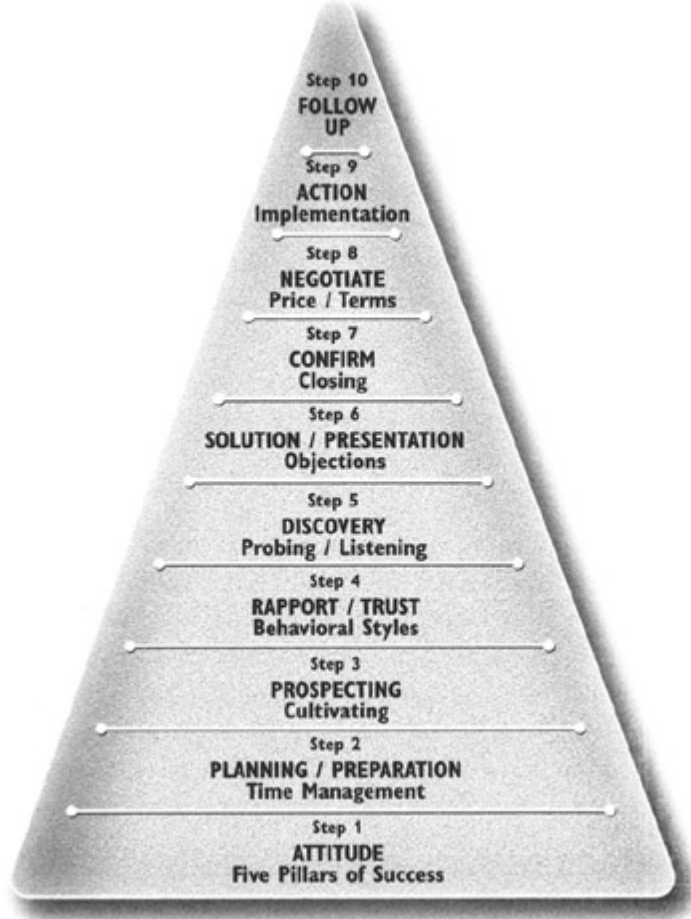 Step 10
FOLLOW
UP
Step 9
ACTION
Implementation
Step 8
NEGOTIATE
Price / Terms
Step 7
CONFIRM
Closing
Step 6
SOLUTION / PRESENTATION
Objections
Step 5
DISCOVERY
Probing / Listening
Step 4
RAPPORT / TRUST
Behavioral Styles
Step 3
PROSPECTING
Cultivating
Step 2
PLANNING / PREPARATION
Time Management
Step 1
ATTITUDE
Five Pillars of Success